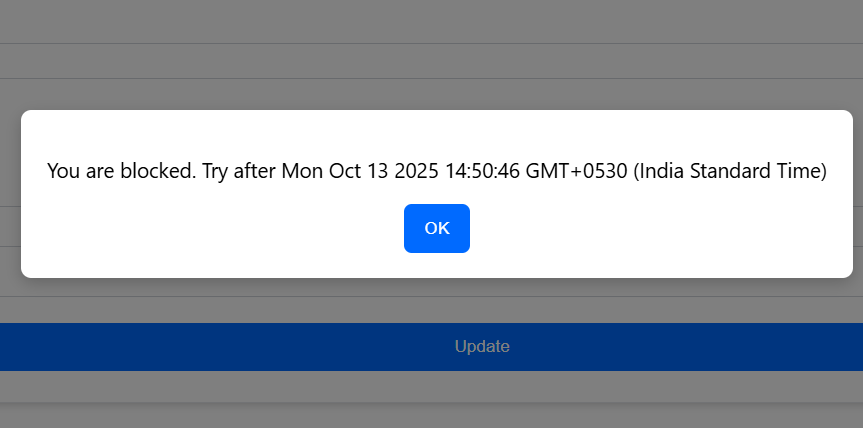 You are blocked. Try after Mon Oct 13 2025 14:50:46 GMT+0530 (India Standard Time)
OK
Update